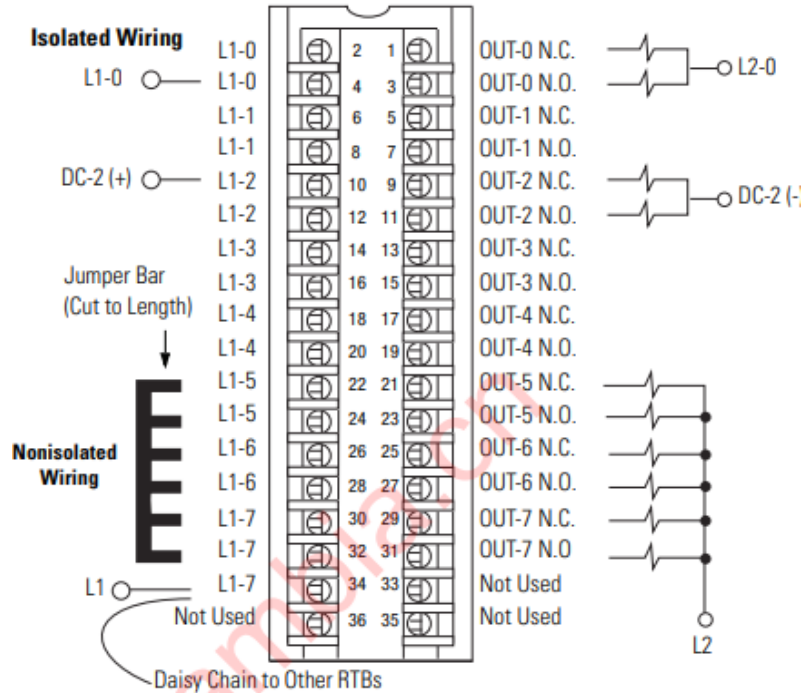 Isolated Wiring
L1-0 2 1 OUT-0 N.C.
L1-0 L1-0 4 3 OUT-0 N.O. L2-0
L1-1 6 5 OUT-1 N.C.
L1-1 8 7 OUT-1 N.O.
DC-2 (+) L1-2 10 9 OUT-2 N.C.
L1-2 12 11 OUT-2 N.O. DC-2 (-)
L1-3 14 13 OUT-3 N.C.
Jumper Bar
(Cut to Length)
L1-3 16 15 OUT-3 N.O.
L1-4 18 17 OUT-4 N.C.
L1-4 20 19 OUT-4 N.O.
L1-5 22 21 OUT-5 N.C.
L1-5 24 23 OUT-5 N.O.
Nonisolated
Wiring
L1-6 26 25 OUT-6 N.C.
L1-6 28 27 OUT-6 N.O.
L1-7 30 29 OUT-7 N.C.
L1-7 32 31 OUT-7 N.O
L1 L1-7 34 33 Not Used
Not Used 36 35 Not Used
L2
Daisy Chain to Other RTBs